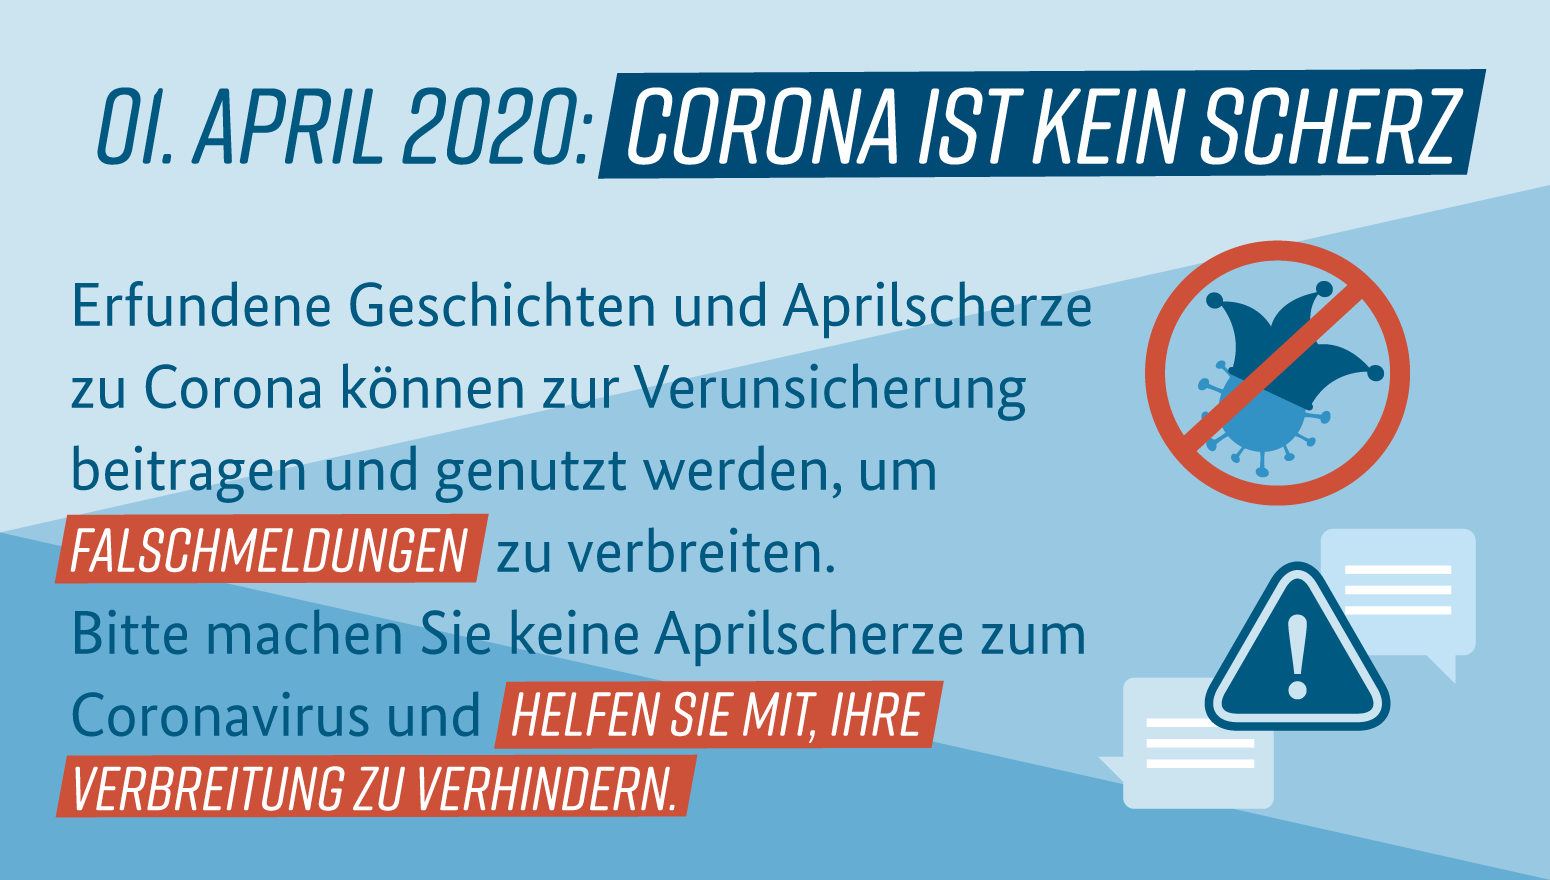 01. APRIL 2020: CORONA IST KEIN SCHERZ
Erfundene Geschichten und Aprilscherze
zu Corona können zur Verunsicherung
beitragen und genutzt werden, um
FALSCHMELDUNGEN zu verbreiten.
Bitte machen Sie keine Aprilscherze zum
Coronavirus und HELFEN SIE MIT, IHRE
VERBREITUNG ZU VERHINDERN.